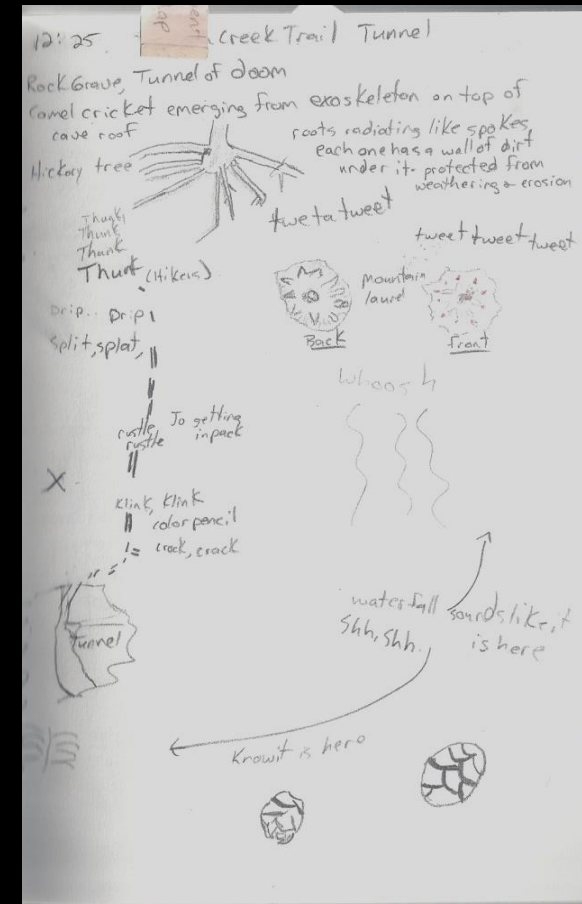 12:25 creek Trail Tunnel
Rock Grave, Tunnel of doom
Camel cricket emerging from exoskeleton on top of
cave roof
roots radiating like spokes,
each one has a wall of dirt
under it - protected from
weathering & erosion
Hickory tree
tweta tweet
tweet tweet tweet
Thunk
Thunk
Thunk
Thunk (Hikers)
Mountain
laurel
Back
Front
Drip.. Drip
Split, splat,
Whoosh
rustle, Jo getting
rustle in pack
X
Klink, Klink
color pencil
crack, crack
Tunnel
waterfall sounds like it
shh, shh. is here
Know it is here